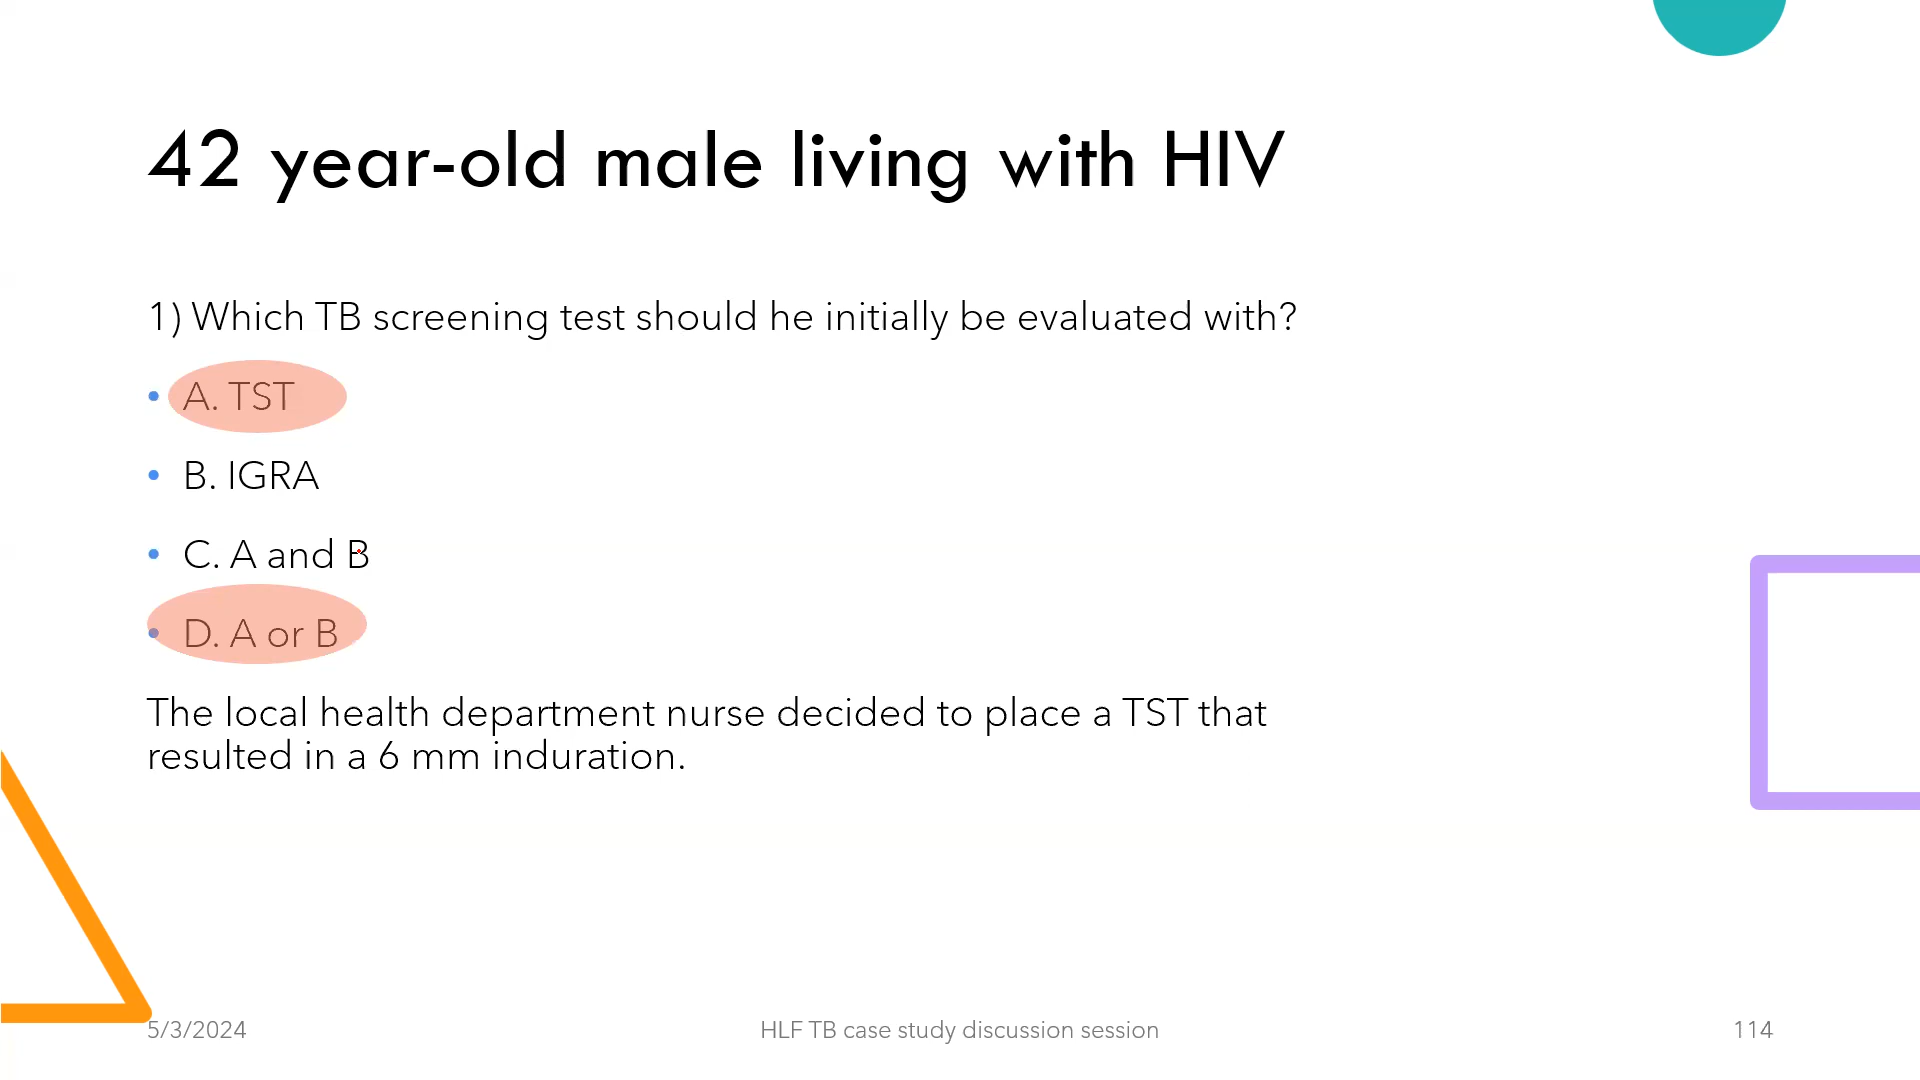 42 year-old male living with HIV
1) Which TB screening test should he initially be evaluated with?
• A. TST
• B. IGRA
• C. A and B
• D. A or B
The local health department nurse decided to place a TST that
resulted in a 6 mm induration.
5/3/2024
HLF TB case study discussion session
114